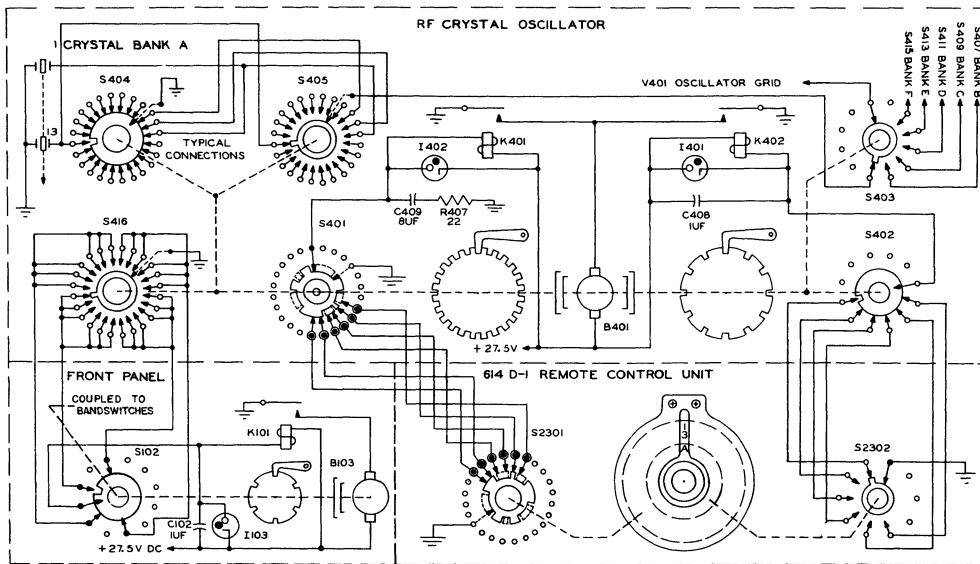 RF CRYSTAL OSCILLATOR
1 CRYSTAL BANK A
S404
S405
13
TYPICAL
CONNECTIONS
V401 OSCILLATOR GRID
S415 BANK F
S413 BANK E
S411 BANK D
S409 BANK C
S407 BANK B
K401
I402
K402
I401
S403
C409
8UF
R407
22
C408
1UF
S416
S401
S402
B401
+27.5V
FRONT PANEL
COUPLED TO
BANDSWITCHES
614 D-1 REMOTE CONTROL UNIT
K101
S102
B103
S2301
13
A
S2302
C102
1UF
I103
+27.5V DC